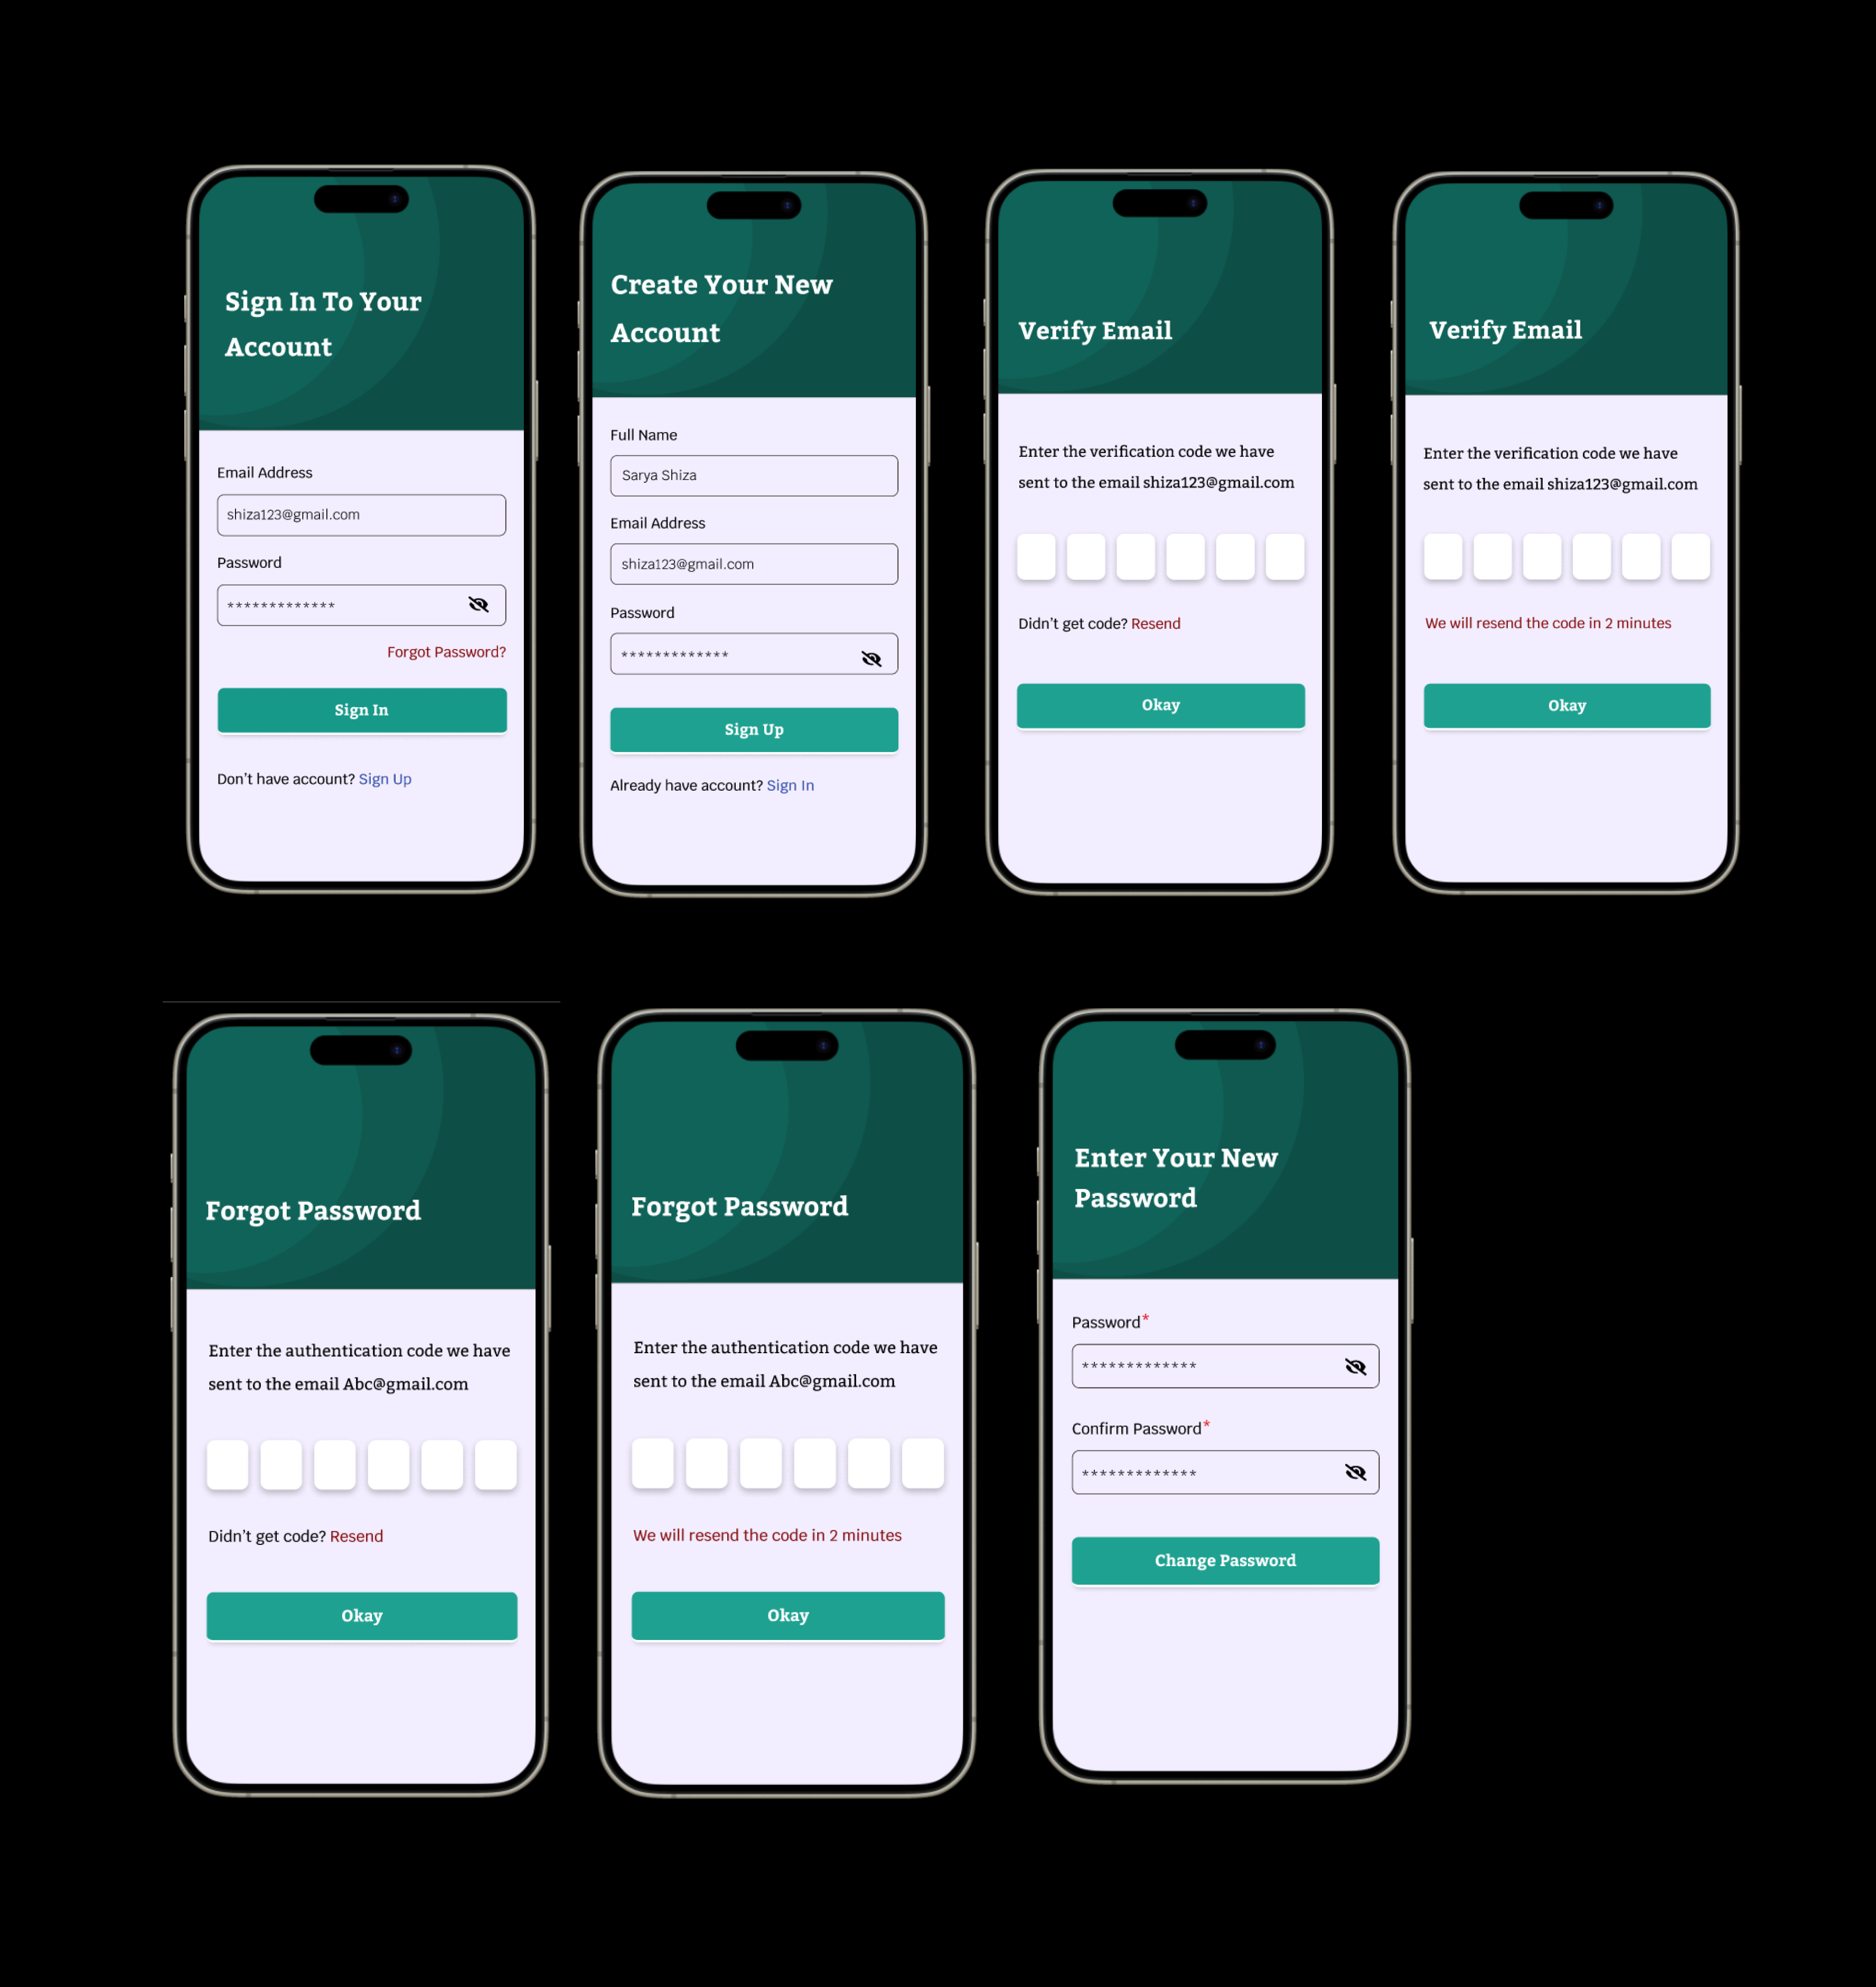 Sign In To Your
Account
Email Address
shiza123@gmail.com
Password
*************
Forgot Password?
Sign In
Don't have account? Sign Up
Create Your New
Account
Full Name
Sarya Shiza
Email Address
shiza123@gmail.com
Password
*************
Sign Up
Already have account? Sign In
Verify Email
Enter the verification code we have
sent to the email shiza123@gmail.com
Didn't get code? Resend
Okay
Verify Email
Enter the verification code we have
sent to the email shiza123@gmail.com
We will resend the code in 2 minutes
Okay
Forgot Password
Enter the authentication code we have
sent to the email Abc@gmail.com
Didn't get code? Resend
Okay
Forgot Password
Enter the authentication code we have
sent to the email Abc@gmail.com
We will resend the code in 2 minutes
Okay
Enter Your New
Password
Password*
*************
Confirm Password*
*************
Change Password